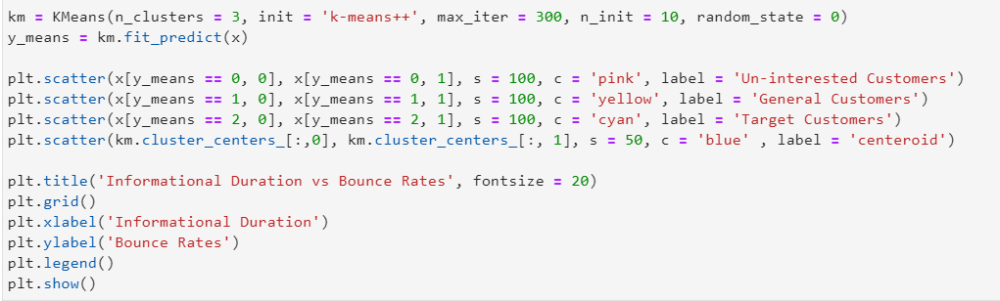 km = KMeans(n_clusters = 3, init = 'k-means++', max_iter = 300, n_init = 10, random_state = 0)
y_means = km.fit_predict(x)
plt.scatter(x[y_means == 0, 0], x[y_means == 0, 1], s = 100, c = 'pink', label = 'Un-interested Customers')
plt.scatter(x[y_means == 1, 0], x[y_means == 1, 1], s = 100, c = 'yellow', label = 'General Customers')
plt.scatter(x[y_means == 2, 0], x[y_means == 2, 1], s = 100, c = 'cyan', label = 'Target Customers')
plt.scatter(km.cluster_centers_[:,0], km.cluster_centers_[:, 1], s = 50, c = 'blue' , label = 'centeroid')
plt.title('Informational Duration vs Bounce Rates', fontsize = 20)
plt.grid()
plt.xlabel('Informational Duration')
plt.ylabel('Bounce Rates')
plt.legend()
plt.show()